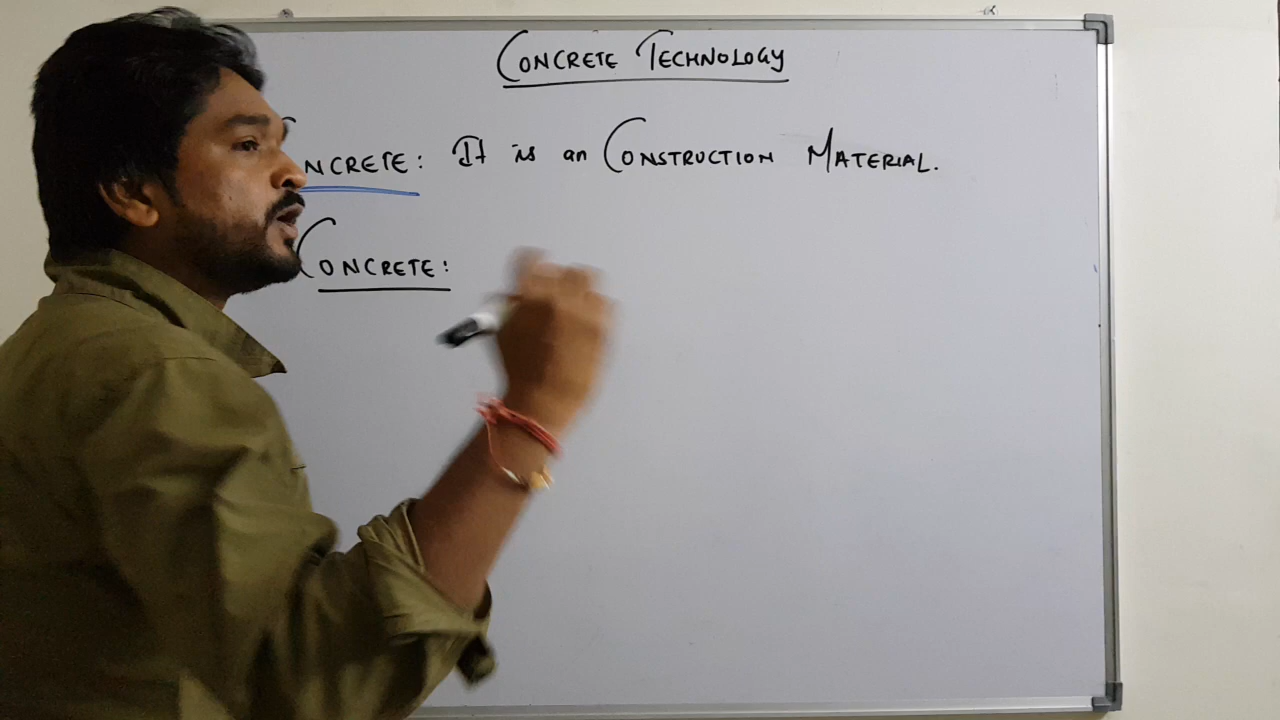 CONCRETE TECHNOLOGY
NCRETE: It is an CONSTRUCTION MATERIAL.
CONCRETE: